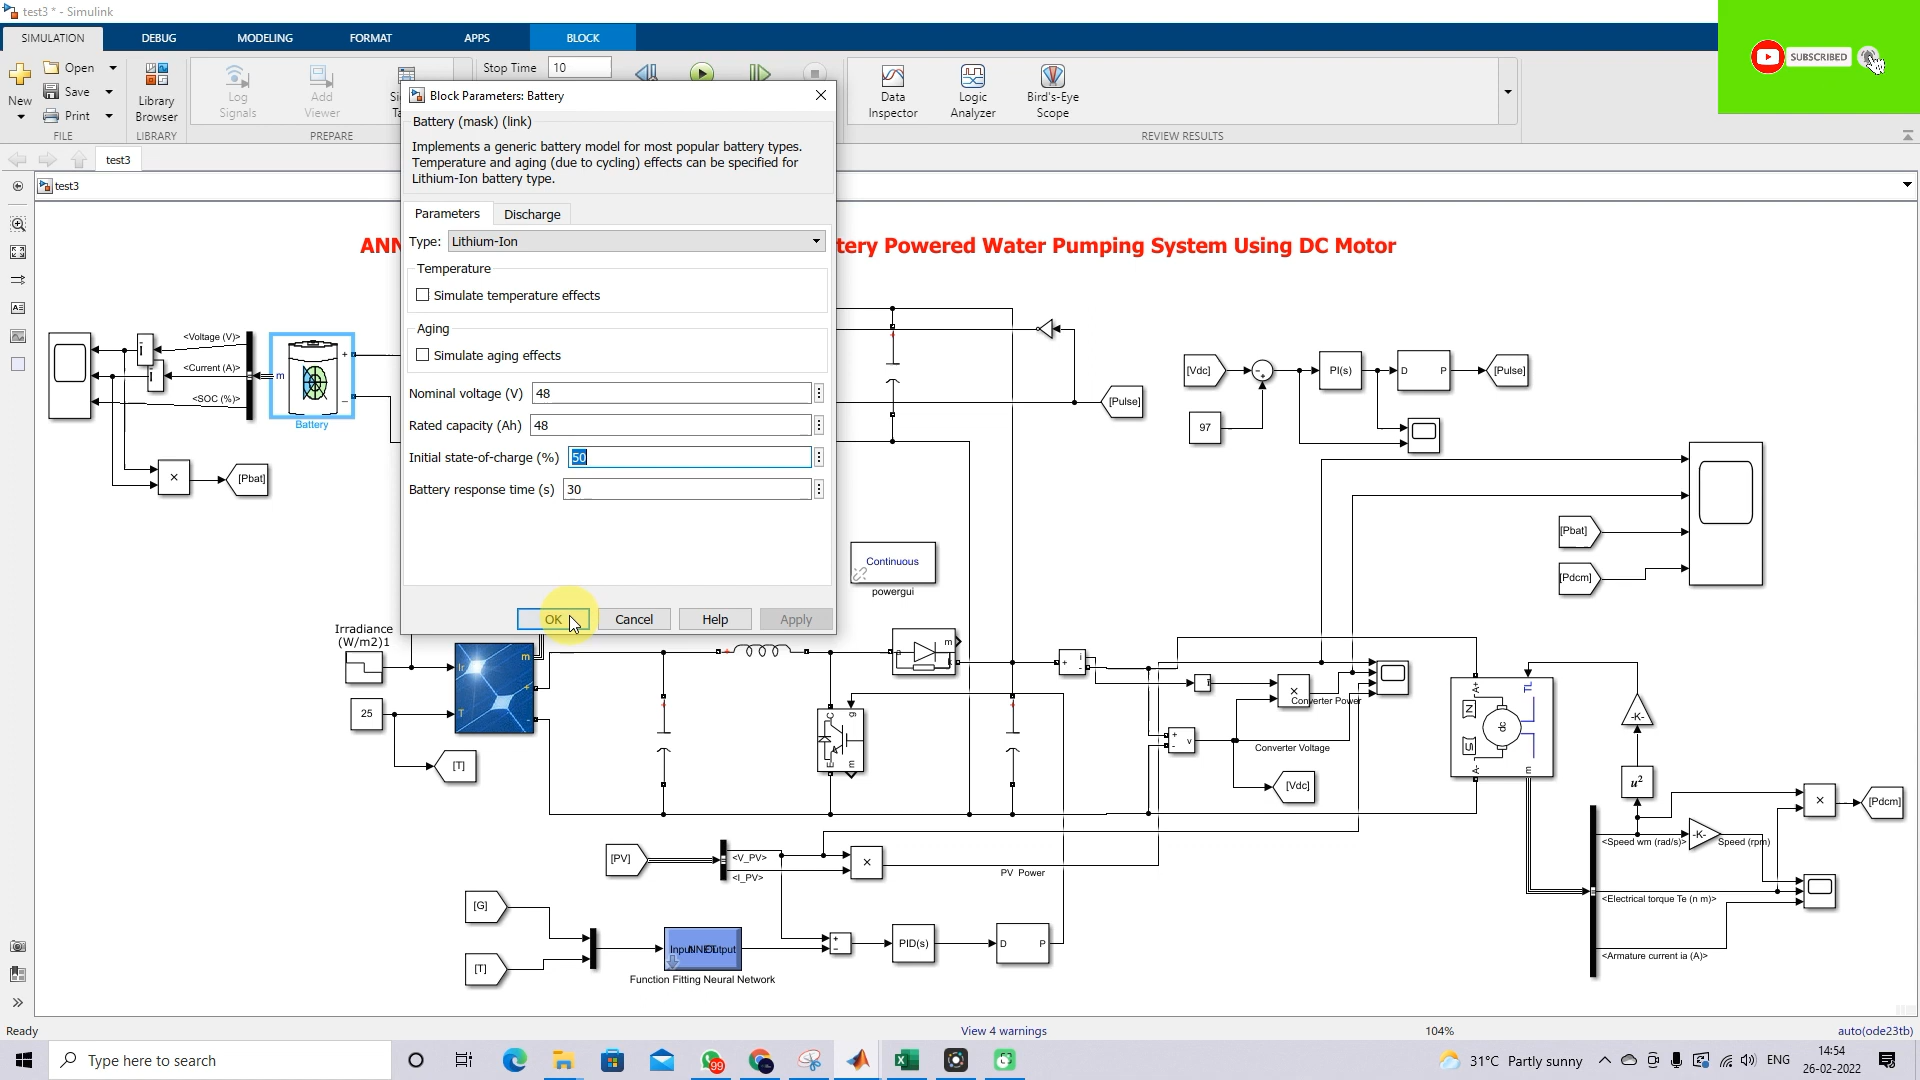 test3 * - Simulink
SUBSCRIBED
SIMULATION
DEBUG
MODELING
FORMAT
APPS
BLOCK
New
Open
Save
Print
FILE
Library
Browser
LIBRARY
Log
Signals
Add
Viewer
PREPARE
Stop Time
10
Data
Inspector
Logic
Analyzer
Bird's-Eye
Scope
REVIEW RESULTS
test3
test3
Block Parameters: Battery
Battery (mask) (link)
Implements a generic battery model for most popular battery types.
Temperature and aging (due to cycling) effects can be specified for
Lithium-Ion battery type.
Parameters
Discharge
Type:
Lithium-Ion
Temperature
Simulate temperature effects
Aging
Simulate aging effects
Nominal voltage (V)
48
Rated capacity (Ah)
48
Initial state-of-charge (%)
50
Battery response time (s)
30
OK
Cancel
Help
Apply
Powered Water Pumping System Using DC Motor
<Voltage (V)>
<Current (A)>
<SOC (%)>
m
+
-
Battery
×
[Pbat]
[Pulse]
[Vdc]
97
PI(s)
D
P
[Pulse]
[Pbat]
[Pdcm]
Continuous
powergui
Irradiance
(W/m2)1
25
Ir
T
m
+
-
[T]
a
m
k
g
C
E
m
+
i
-
+
-
v
×
Converter Power
Converter Voltage
[Vdc]
A+
TL
dc
A-
m
-K-
u2
×
[Pdcm]
<Speed wm (rad/s)>
-K-
Speed (rpm)
<Electrical torque Te (n m)>
<Armature current ia (A)>
[PV]
<V_PV>
<I_PV>
×
PV Power
[G]
[T]
Function Fitting Neural Network
+
-
PID(s)
D
P
Ready
View 4 warnings
104%
auto(ode23tb)
Type here to search
99
31°C Partly sunny
ENG
14:54
26-02-2022